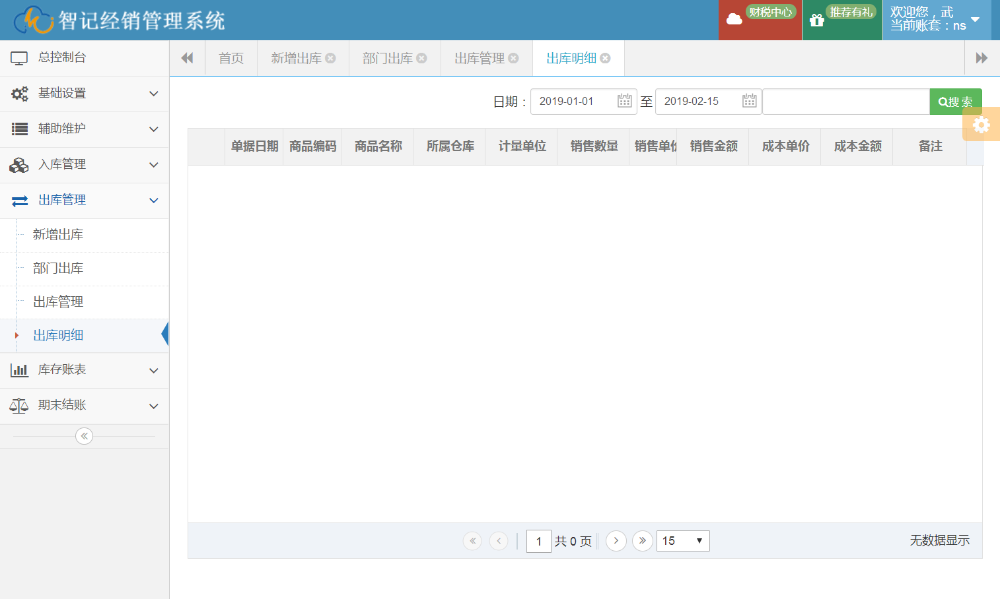 智记经销管理系统
财税中心
推荐有礼
欢迎您，武
当前账套：ns
总控制台
基础设置
辅助维护
入库管理
出库管理
新增出库
部门出库
出库管理
出库明细
库存账表
期末结账
首页 新增出库 部门出库 出库管理 出库明细
日期： 2019-01-01 至 2019-02-15 搜 索
单据日期 商品编码 商品名称 所属仓库 计量单位 销售数量 销售单价 销售金额 成本单价 成本金额 备注
1 共 0 页 15 无数据显示